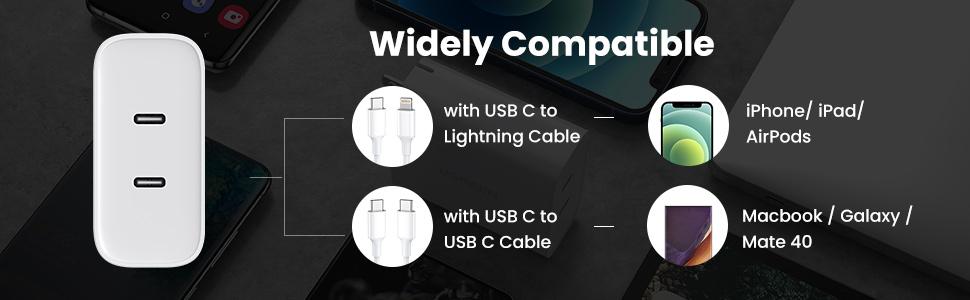 Widely Compatible
with USB C to
Lightning Cable
iPhone/ iPad/
AirPods
with USB C to
USB C Cable
Macbook / Galaxy /
Mate 40